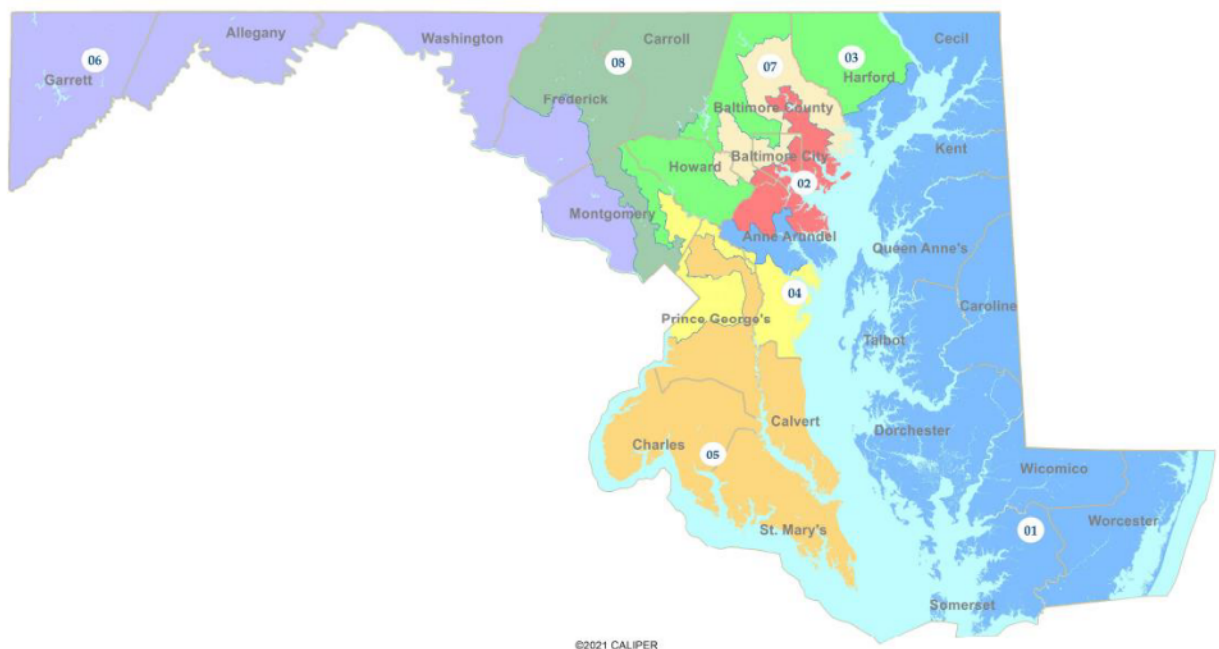 Allegany
Washington
Carroll
Cecil
06
08
07
03
Garrett
Harford
Frederick
Baltimore County
Kent
Howard
Baltimore City
02
Montgomery
Anne Arundel
Queen Anne's
04
Caroline
Prince George's
Talbot
Calvert
Dorchester
Charles
05
Wicomico
St. Mary's
01
Worcester
Somerset
©2021 CALIPER